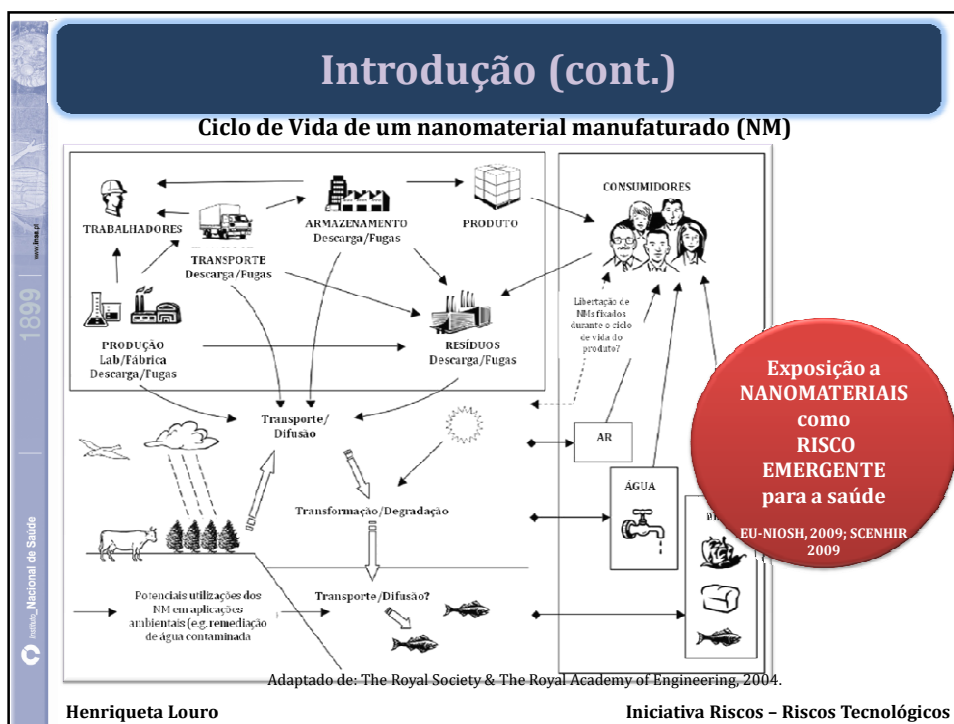 Introdução (cont.)
Ciclo de Vida de um nanomaterial manufaturado (NM)
TRABALHADORES
TRANSPORTE
Descarga/Fugas
ARMAZENAMENTO
Descarga/Fugas
PRODUTO
CONSUMIDORES
PRODUÇÃO
Lab/Fábrica
Descarga/Fugas
RESÍDUOS
Descarga/Fugas
Libertação de
NMs fixados
durante o ciclo
de vida do
produto?
Transporte/
Difusão
AR
ÁGUA
Transformação/Degradação
Transporte/Difusão?
Potenciais utilizações dos
NM em aplicações
ambientais (e.g. remediação
de água contaminada
Exposição a
NANOMATERIAIS
como
RISCO
EMERGENTE
para a saúde
EU-NIOSH, 2009; SCENHIR
2009
Adaptado de: The Royal Society & The Royal Academy of Engineering, 2004.
Henriqueta Louro
Iniciativa Riscos – Riscos Tecnológicos
Instituto_Nacional de Saúde
1899
www.insa.pt